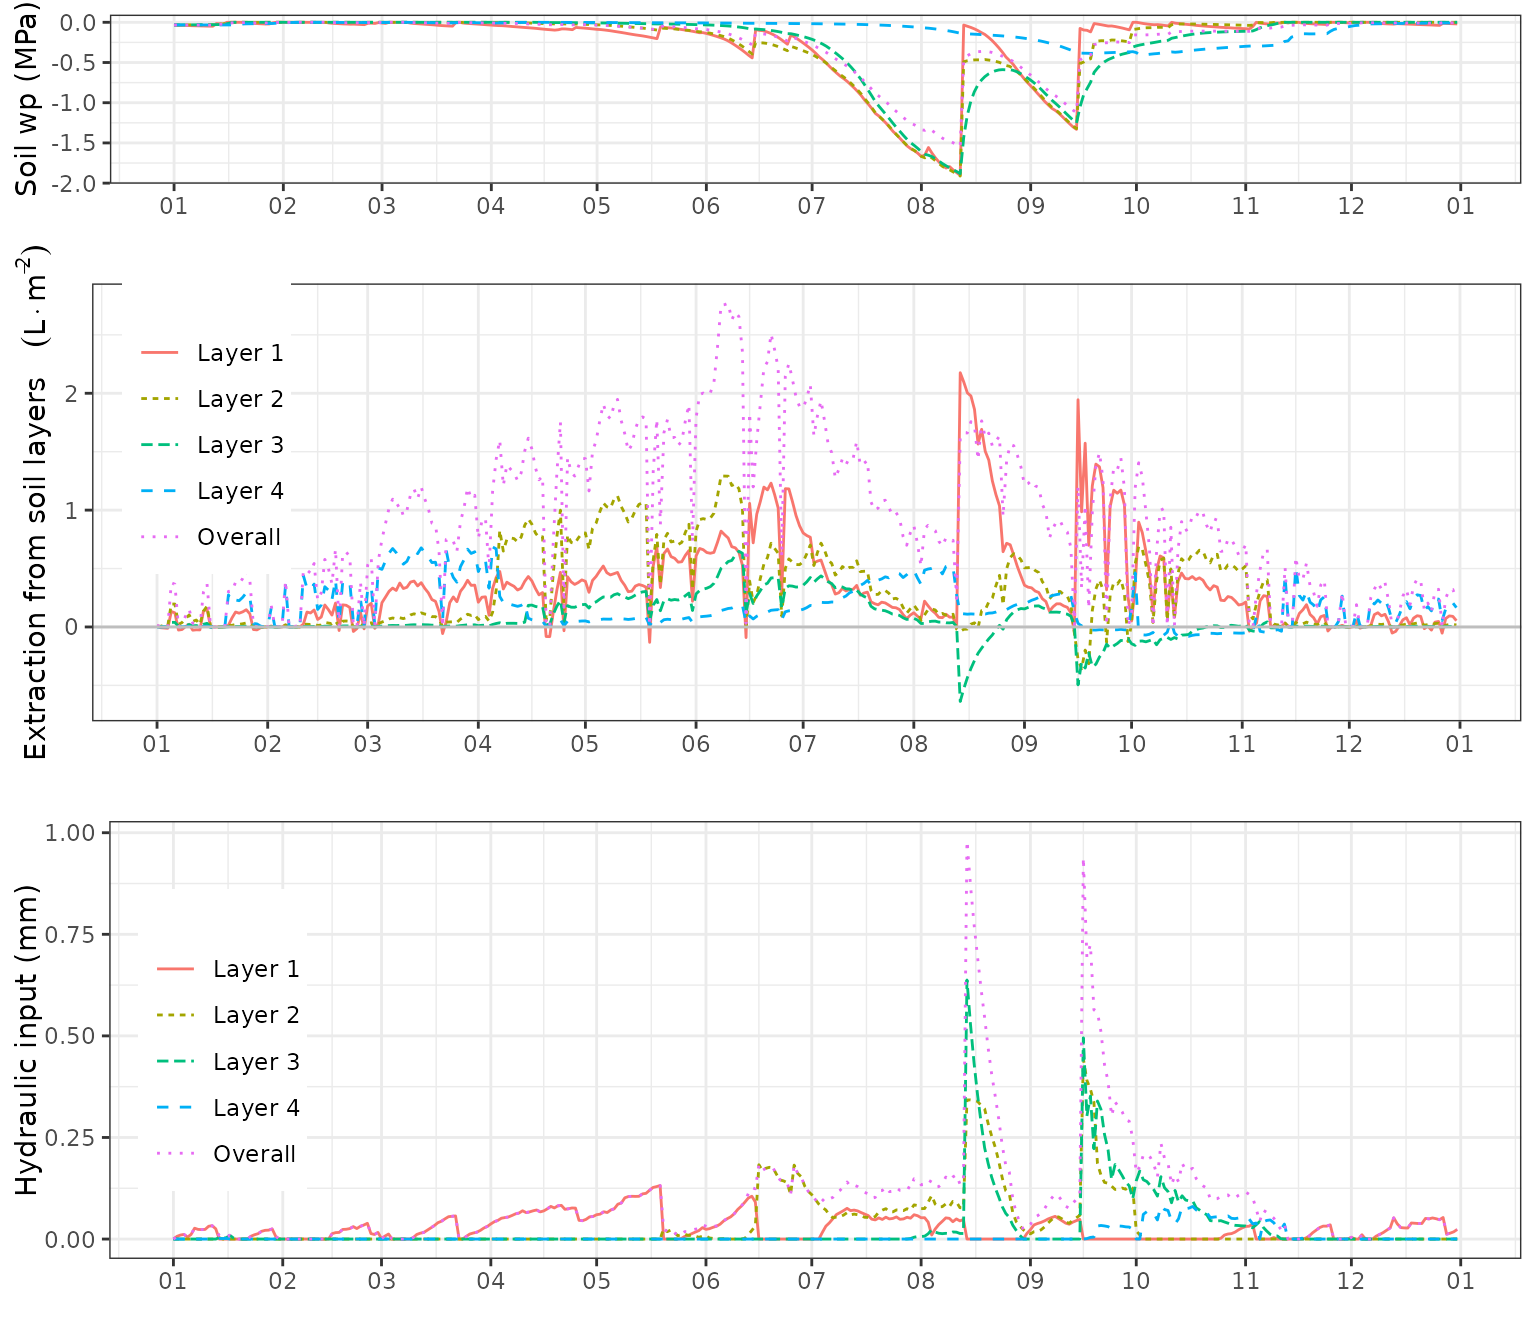 Soil wp (MPa)
0.0
-0.5
-1.0
-1.5
-2.0
01 02 03 04 05 06 07 08 09 10 11 12 01
Extraction from soil layers (L·m⁻²)
2
1
0
Layer 1
Layer 2
Layer 3
Layer 4
Overall
01 02 03 04 05 06 07 08 09 10 11 12 01
Hydraulic input (mm)
1.00
0.75
0.50
0.25
0.00
Layer 1
Layer 2
Layer 3
Layer 4
Overall
01 02 03 04 05 06 07 08 09 10 11 12 01